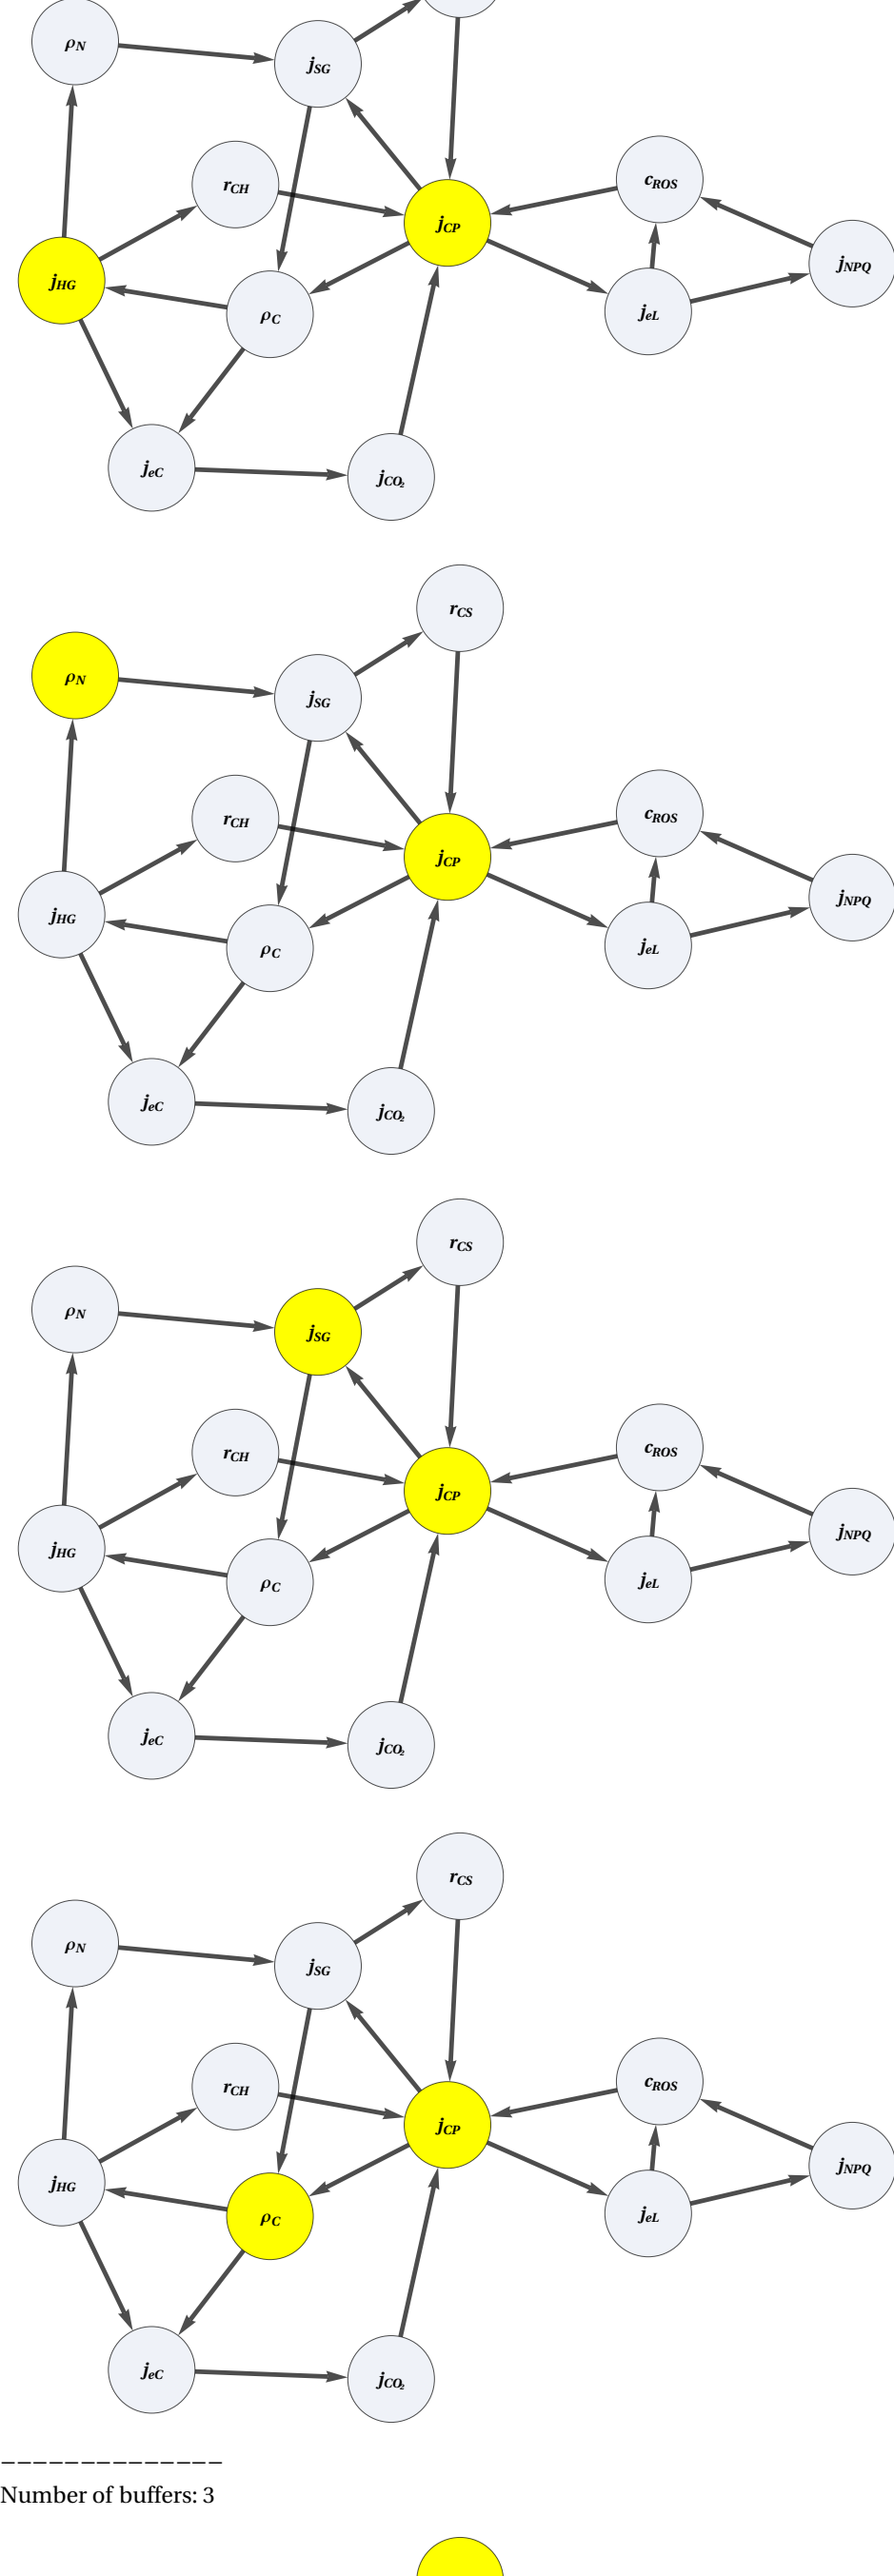 ρN
jSG
rCH
cROS
jCP
jNPQ
jHG
jeL
ρC
jeC
jCO₂
rCS
ρN
jSG
rCH
cROS
jCP
jNPQ
jHG
jeL
ρC
jeC
jCO₂
rCS
ρN
jSG
rCH
cROS
jCP
jNPQ
jHG
jeL
ρC
jeC
jCO₂
rCS
ρN
jSG
rCH
cROS
jCP
jNPQ
jHG
jeL
ρC
jeC
jCO₂
––––––––––––––
Number of buffers: 3